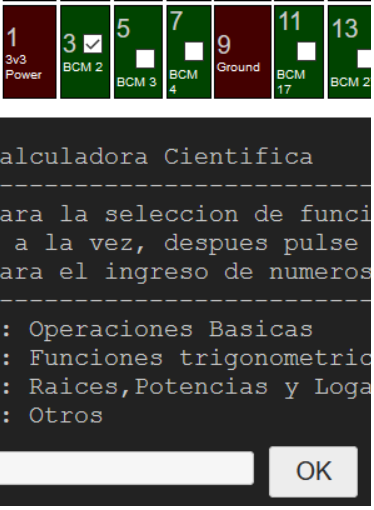 1 3v3 Power
3 BCM 2
5 BCM 3
7 BCM 4
9 Ground
11 BCM 17
13 BCM 2
alculadora Cientifica
--------------------------
ara la seleccion de funci
a la vez, despues pulse
ara el ingreso de numeros
--------------------------
: Operaciones Basicas
: Funciones trigonometric
: Raices,Potencias y Loga
: Otros
OK